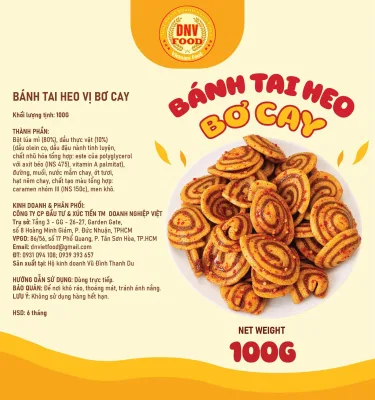 DNV
FOOD
BÁNH TAI HEO
BƠ CAY
BÁNH TAI HEO VỊ BƠ CAY
Khối lượng tịnh: 100G
THÀNH PHẦN:
Bột lúa mì (80%), dầu thực vật (10%)
(dầu olein cọ, dầu đậu nành tinh luyện,
chất nhũ hóa tổng hợp: este của polyglycerol
với axit béo (INS 475), vitamin A palmitat),
đường, muối, nước mắm chay, ớt tươi,
hạt nêm chay, chất tạo màu tổng hợp:
caramen nhóm III (INS 150c), men khô.
KINH DOANH & PHÂN PHỐI:
CÔNG TY CP ĐẦU TƯ & XÚC TIẾN TM DOANH NGHIỆP VIỆT
Trụ sở: Tầng 3 - GG - 26-27, Garden Gate,
số 8 Hoàng Minh Giám, P. Đức Nhuận, TPHCM
VPGD: 86/56, số 17 Phổ Quang, P. Tân Sơn Hòa, TP.HCM
Email: dnvietfood@gmail.com
ĐT: 0931 094 108; 0939 393 657
Sản xuất tại: Hộ kinh doanh Vũ Đình Thanh Du
HƯỚNG DẪN SỬ DỤNG: Dùng trực tiếp.
BẢO QUẢN: Để nơi khô ráo, thoáng mát, tránh ánh nắng.
LƯU Ý: Không sử dụng hàng hết hạn.
HSD: 6 tháng
NET WEIGHT
100G